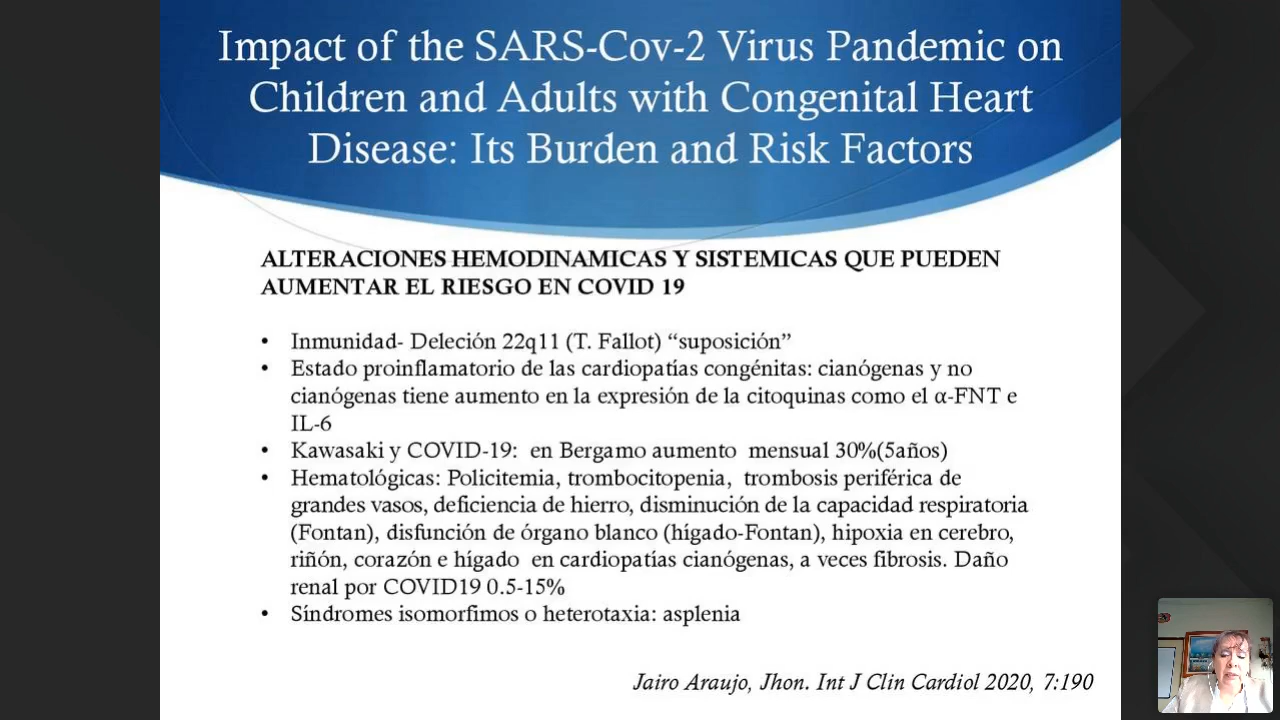 Impact of the SARS-Cov-2 Virus Pandemic on
Children and Adults with Congenital Heart
Disease: Its Burden and Risk Factors
ALTERACIONES HEMODINAMICAS Y SISTEMICAS QUE PUEDEN
AUMENTAR EL RIESGO EN COVID 19
• Inmunidad- Deleción 22q11 (T. Fallot) “suposición”
• Estado proinflamatorio de las cardiopatías congénitas: cianógenas y no
cianógenas tiene aumento en la expresión de la citoquinas como el α-FNT e
IL-6
• Kawasaki y COVID-19: en Bergamo aumento mensual 30%(5años)
• Hematológicas: Policitemia, trombocitopenia, trombosis periférica de
grandes vasos, deficiencia de hierro, disminución de la capacidad respiratoria
(Fontan), disfunción de órgano blanco (hígado-Fontan), hipoxia en cerebro,
riñón, corazón e hígado en cardiopatías cianógenas, a veces fibrosis. Daño
renal por COVID19 0.5-15%
• Síndromes isomorfimos o heterotaxia: asplenia
Jairo Araujo, Jhon. Int J Clin Cardiol 2020, 7:190